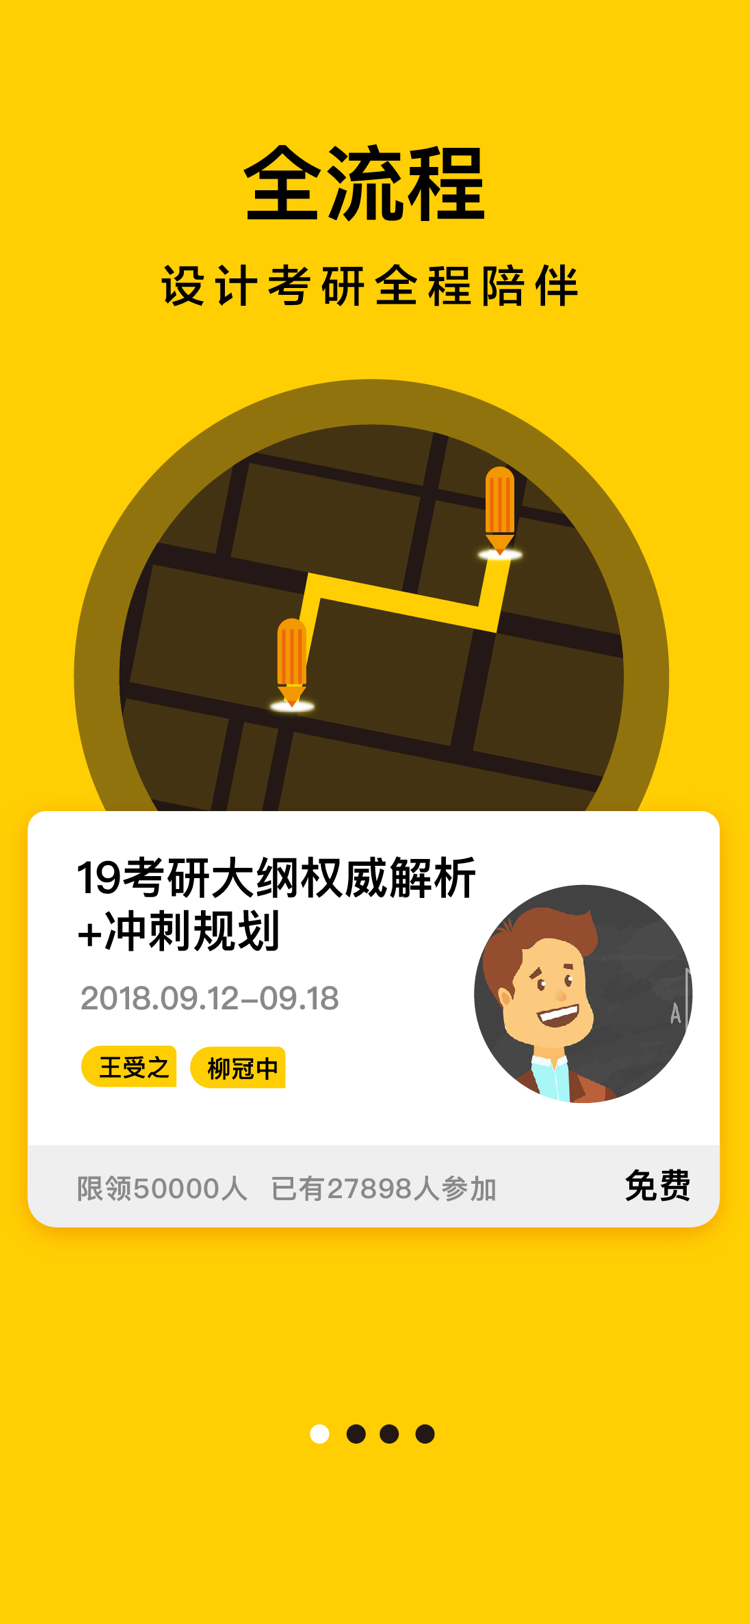 全流程
设计考研全程陪伴
19考研大纲权威解析
+冲刺规划
2018.09.12-09.18
A
王受之 柳冠中
限领50000人 已有27898人参加 免费